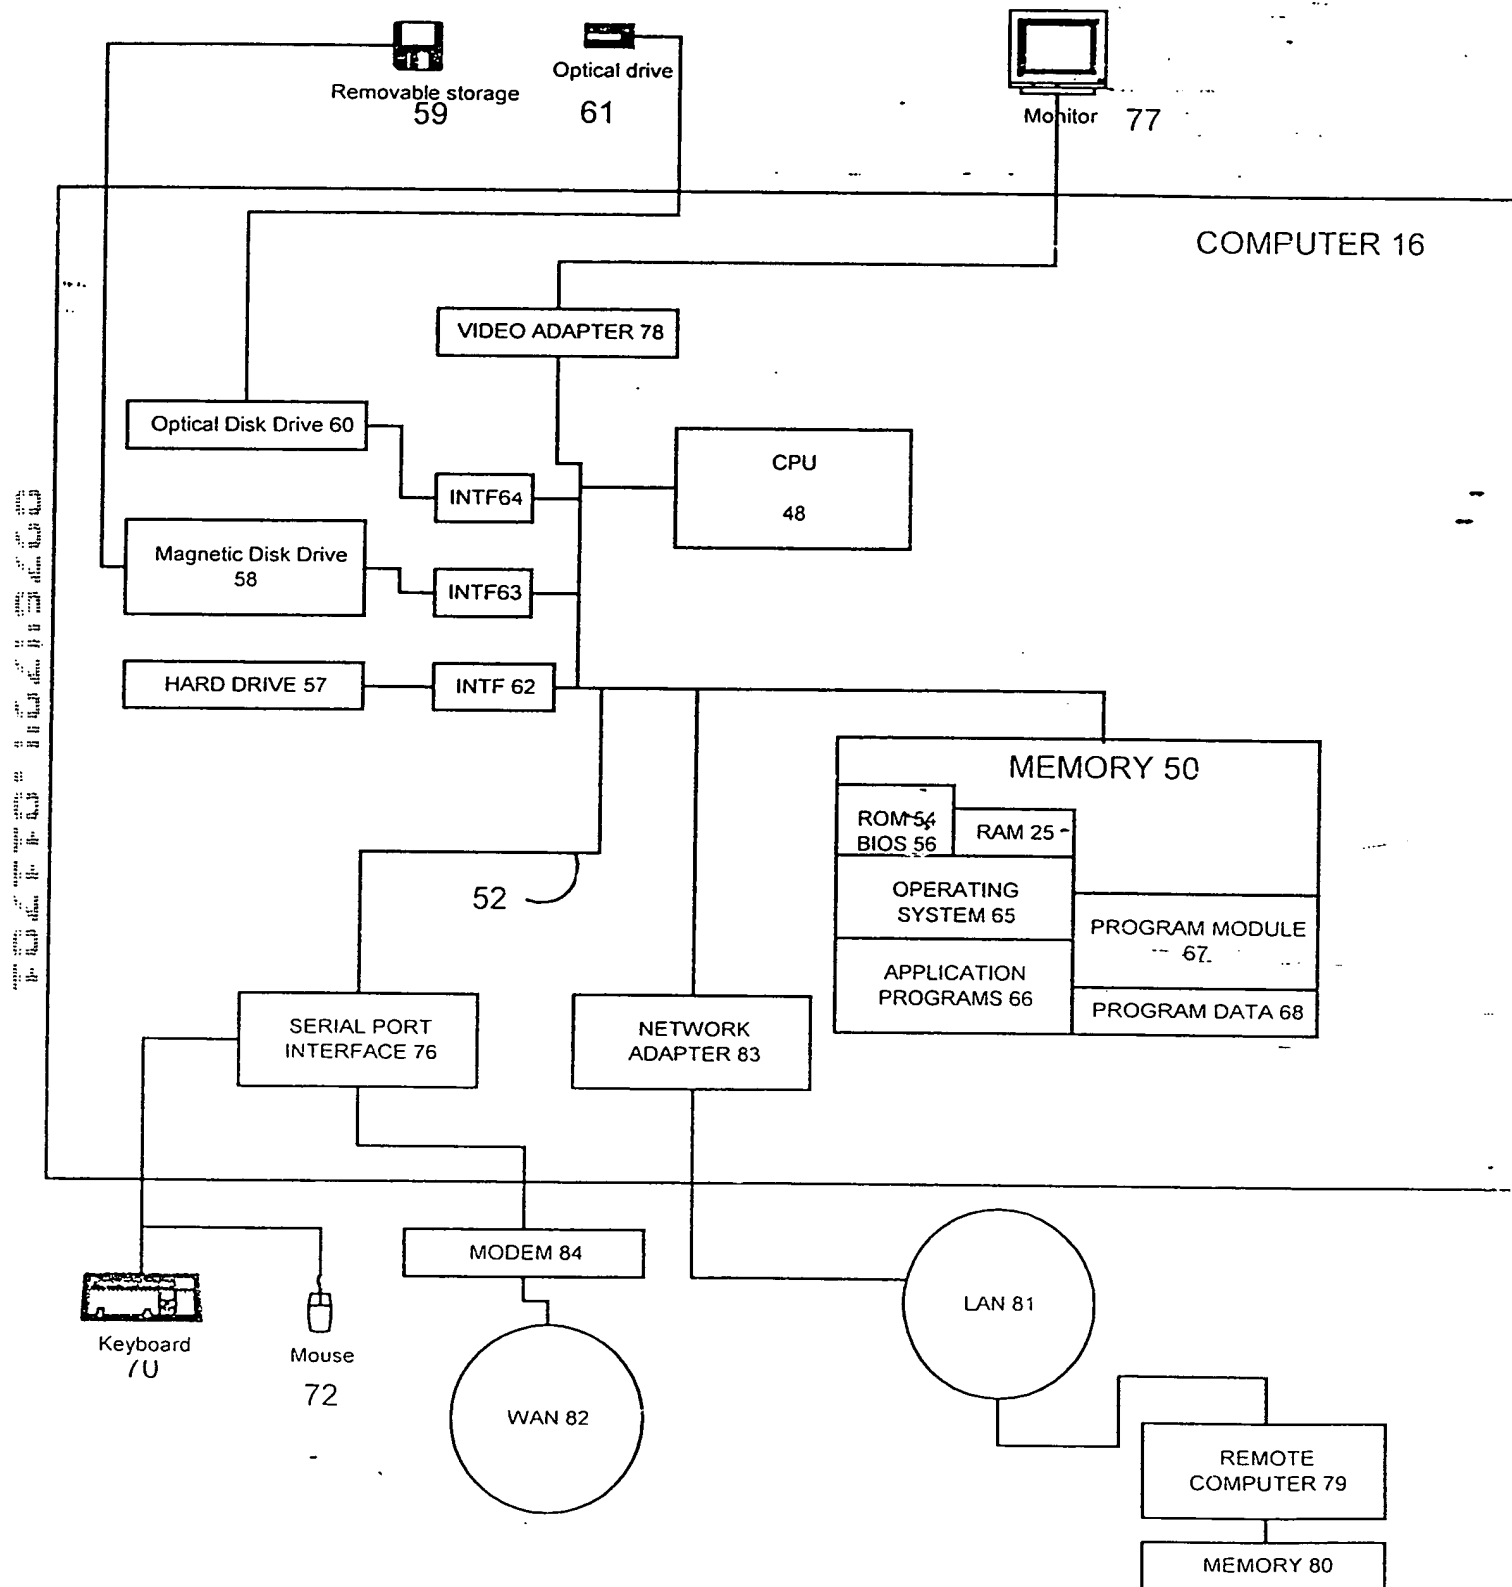 Removable storage
59
Optical drive
61
Monitor 77
COMPUTER 16
VIDEO ADAPTER 78
Optical Disk Drive 60
INTF64
CPU
48
Magnetic Disk Drive
58
INTF63
HARD DRIVE 57
INTF 62
MEMORY 50
ROM 54
BIOS 56
RAM 25
OPERATING
SYSTEM 65
PROGRAM MODULE
67
APPLICATION
PROGRAMS 66
PROGRAM DATA 68
52
SERIAL PORT
INTERFACE 76
NETWORK
ADAPTER 83
MODEM 84
LAN 81
Keyboard
70
Mouse
72
WAN 82
REMOTE
COMPUTER 79
MEMORY 80